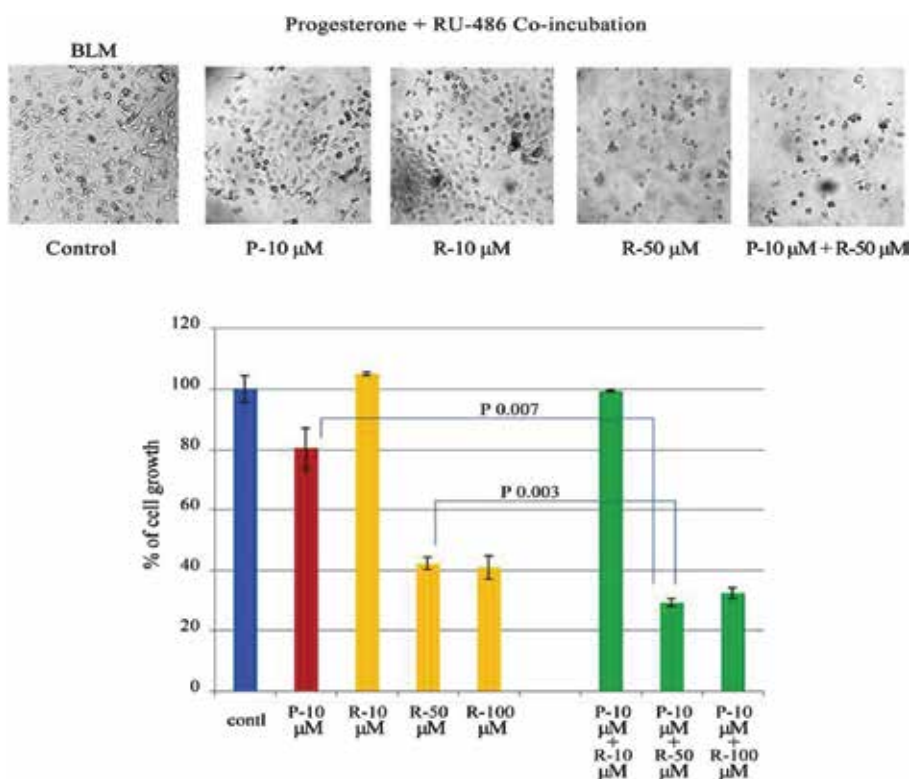 Progesterone + RU-486 Co-incubation
BLM
Control
P-10 µM
R-10 µM
R-50 µM
P-10 µM + R-50 µM
120
100
80
60
40
20
0
% of cell growth
P 0.007
P 0.003
contl
P-10
µM
R-10
µM
R-50
µM
R-100
µM
P-10
µM
+
R-10
µM
P-10
µM
+
R-50
µM
P-10
µM
+
R-100
µM